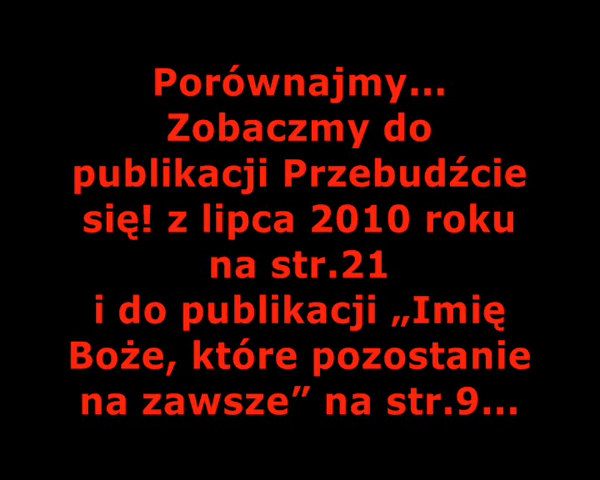 Porównajmy...
Zobaczmy do
publikacji Przebudźcie
się! z lipca 2010 roku
na str.21
i do publikacji „Imię
Boże, które pozostanie
na zawsze” na str.9...